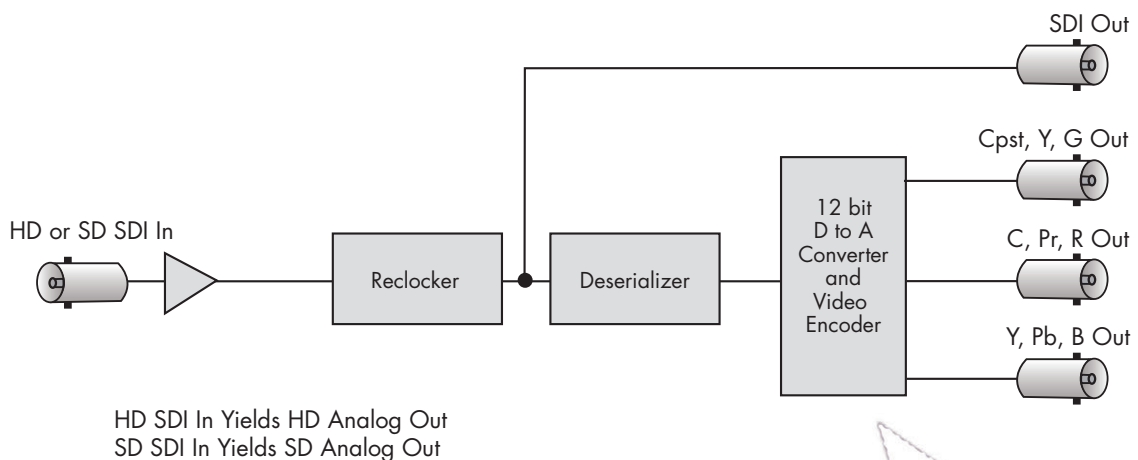 SDI Out
Cpst, Y, G Out
HD or SD SDI In
Reclocker
Deserializer
12 bit
D to A
Converter
and
Video
Encoder
C, Pr, R Out
Y, Pb, B Out
HD SDI In Yields HD Analog Out
SD SDI In Yields SD Analog Out